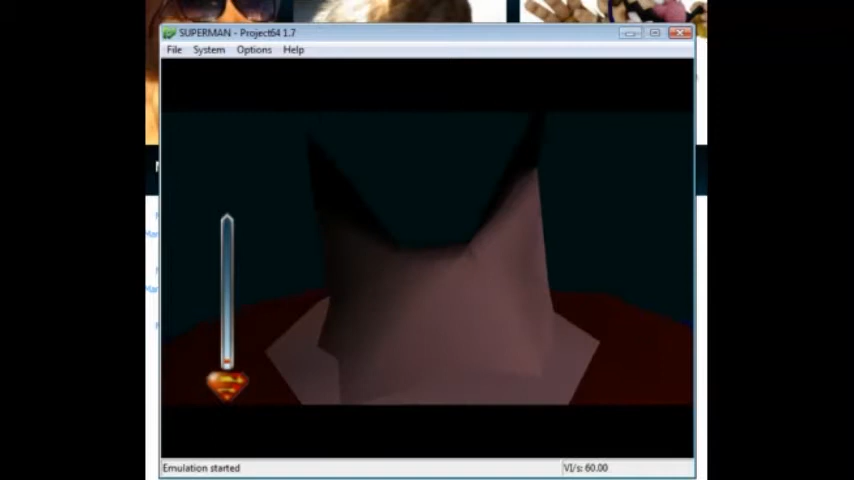 SUPERMAN - Project64 1.7
File System Options Help
Emulation started
VI/s: 60.00